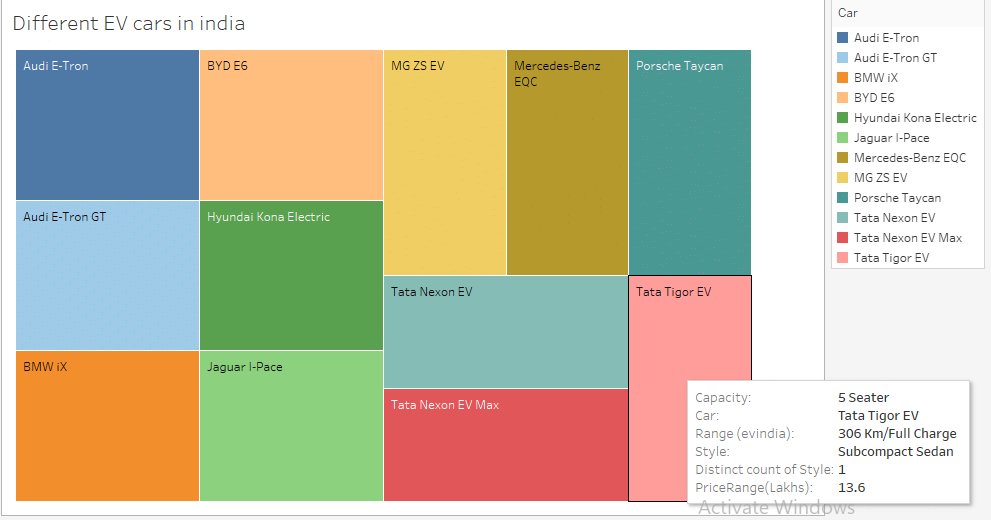 Different EV cars in india
Audi E-Tron
BYD E6
MG ZS EV
Mercedes-Benz
EQC
Porsche Taycan
Audi E-Tron GT
Hyundai Kona Electric
Tata Nexon EV
Tata Tigor EV
BMW iX
Jaguar I-Pace
Tata Nexon EV Max
Capacity: 5 Seater
Car: Tata Tigor EV
Range (evindia): 306 Km/Full Charge
Style: Subcompact Sedan
Distinct count of Style: 1
PriceRange(Lakhs): 13.6
Activate Windows
Car
Audi E-Tron
Audi E-Tron GT
BMW iX
BYD E6
Hyundai Kona Electric
Jaguar I-Pace
Mercedes-Benz EQC
MG ZS EV
Porsche Taycan
Tata Nexon EV
Tata Nexon EV Max
Tata Tigor EV